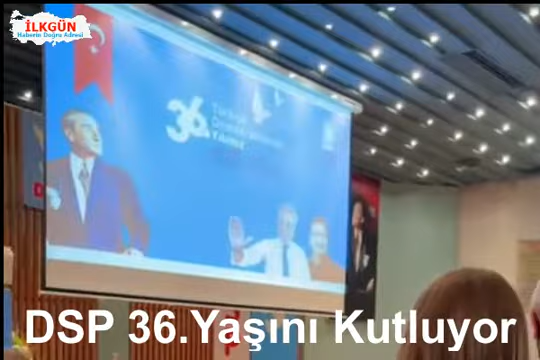 İLKGÜN
Haberin Doğru Adresi
36.
DSP 36.Yaşını Kutluyor